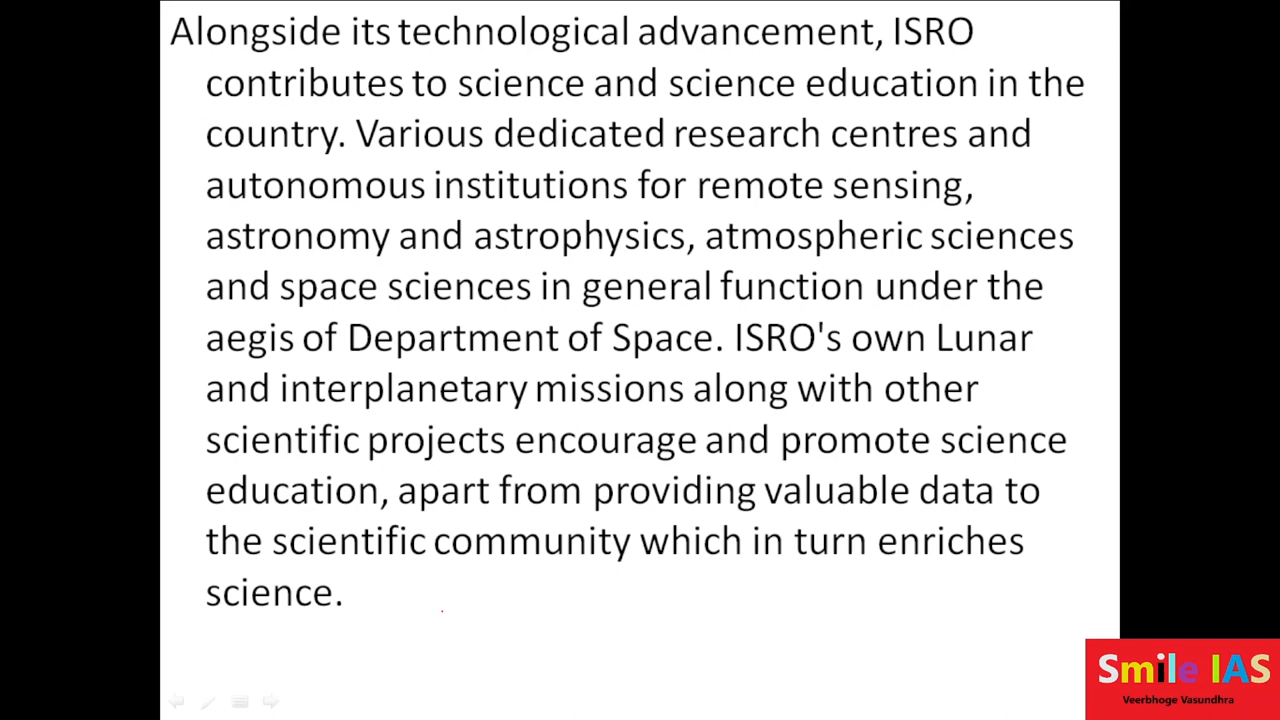 Alongside its technological advancement, ISRO
contributes to science and science education in the
country. Various dedicated research centres and
autonomous institutions for remote sensing,
astronomy and astrophysics, atmospheric sciences
and space sciences in general function under the
aegis of Department of Space. ISRO's own Lunar
and interplanetary missions along with other
scientific projects encourage and promote science
education, apart from providing valuable data to
the scientific community which in turn enriches
science.
Smile IAS
Veerbhoge Vasundhra